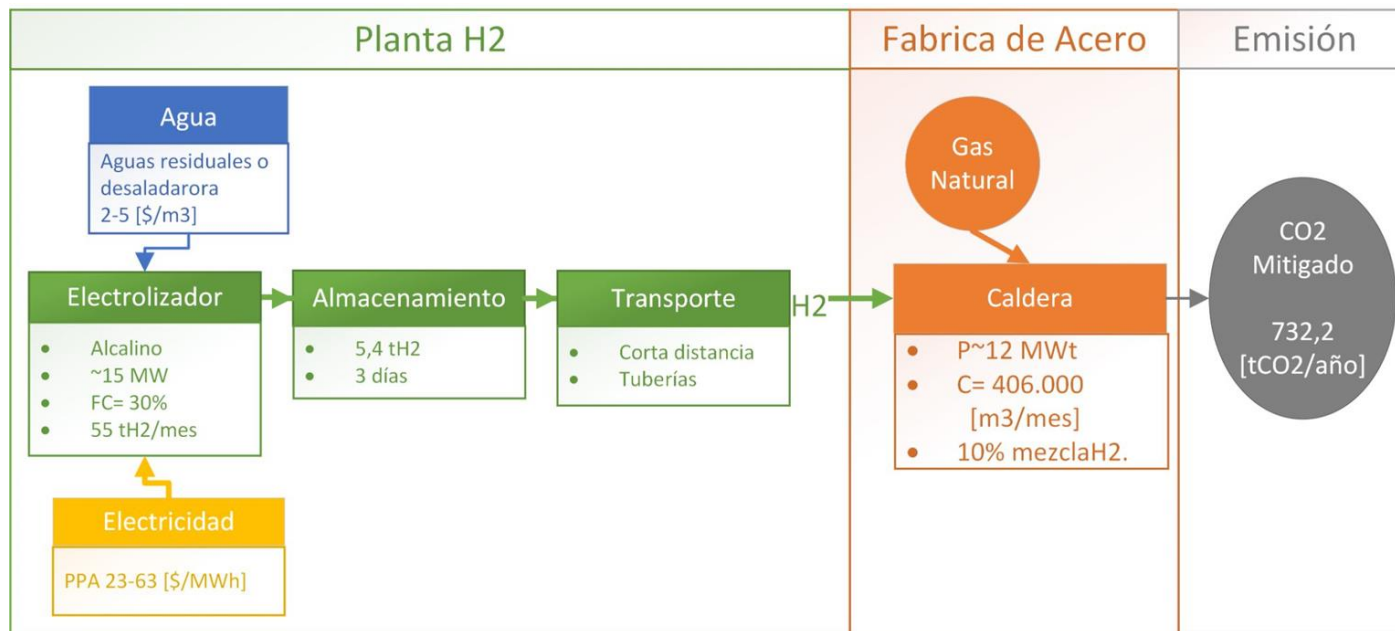 Planta H2
Fabrica de Acero
Emisión
Agua
Aguas residuales o
desaladarora
2-5 [$/m3]
Electrolizador
• Alcalino
• ~15 MW
• FC= 30%
• 55 tH2/mes
Electricidad
PPA 23-63 [$/MWh]
Almacenamiento
• 5,4 tH2
• 3 días
Transporte
• Corta distancia
• Tuberías
H2
Gas
Natural
Caldera
• P~12 MWt
• C= 406.000
[m3/mes]
• 10% mezclaH2.
CO2
Mitigado
732,2
[tCO2/año]